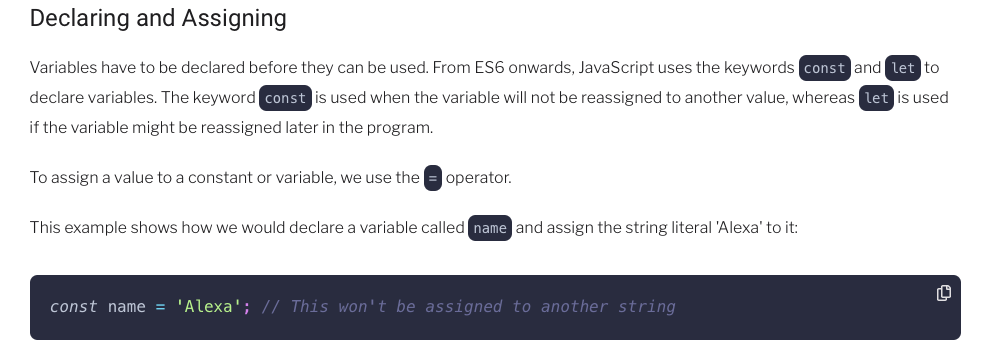 Declaring and Assigning
Variables have to be declared before they can be used. From ES6 onwards, JavaScript uses the keywords const and let to
declare variables. The keyword const is used when the variable will not be reassigned to another value, whereas let is used
if the variable might be reassigned later in the program.
To assign a value to a constant or variable, we use the = operator.
This example shows how we would declare a variable called name and assign the string literal 'Alexa' to it:
const name = 'Alexa'; // This won't be assigned to another string